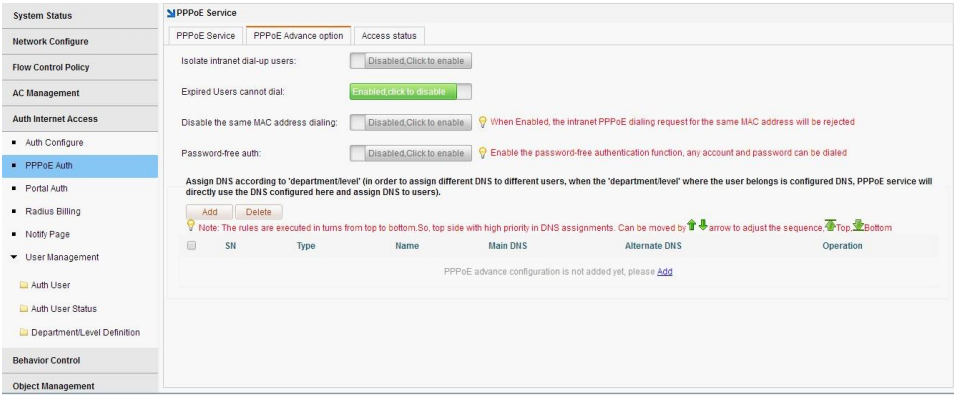 System Status
Network Configure
Flow Control Policy
AC Management
Auth Internet Access
Auth Configure
PPPoE Auth
Portal Auth
Radius Billing
Notify Page
User Management
Auth User
Auth User Status
Department/Level Definition
Behavior Control
Object Management
PPPoE Service
PPPoE Service PPPoE Advance option Access status
Isolate intranet dial-up users: Disabled,Click to enable
Expired Users cannot dial: Enabled,click to disable
Disable the same MAC address dialing: Disabled,Click to enable When Enabled, the intranet PPPoE dialing request for the same MAC address will be rejected
Password-free auth: Disabled,Click to enable Enable the password-free authentication function, any account and password can be dialed
Assign DNS according to 'department/level' (in order to assign different DNS to different users, when the 'department/level' where the user belongs is configured DNS, PPPoE service will
directly use the DNS configured here and assign DNS to users).
Add Delete
Note: The rules are executed in turns from top to bottom.So, top side with high priority in DNS assignments. Can be moved by arrow to adjust the sequence, Top, Bottom
SN Type Name Main DNS Alternate DNS Operation
PPPoE advance configuration is not added yet, please Add